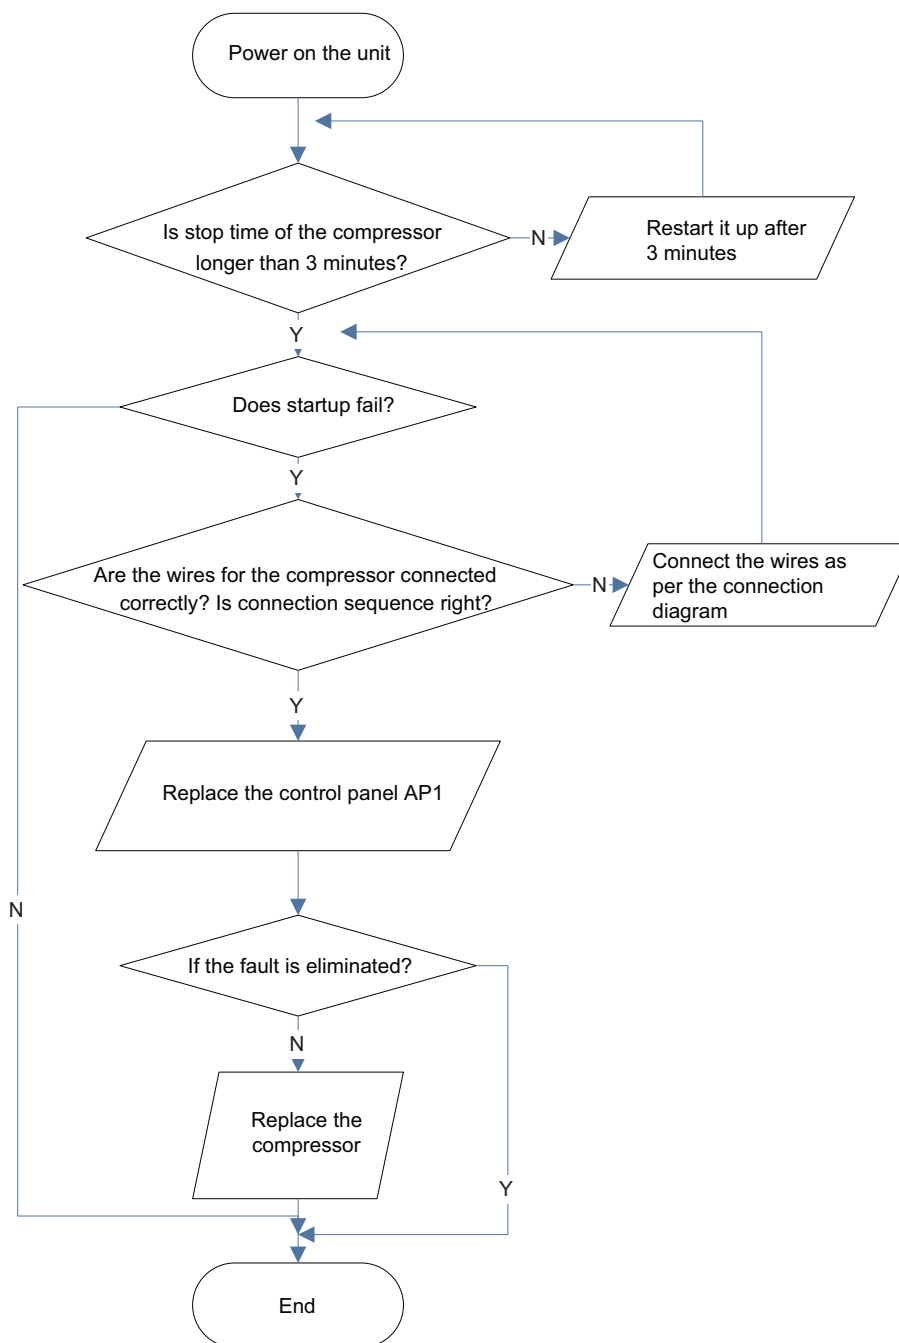 Power on the unit
Is stop time of the compressor
longer than 3 minutes?
N
Restart it up after
3 minutes
Y
Does startup fail?
Y
Are the wires for the compressor connected
correctly? Is connection sequence right?
N
Connect the wires as
per the connection
diagram
Y
Replace the control panel AP1
N
If the fault is eliminated?
N
Replace the
compressor
Y
End